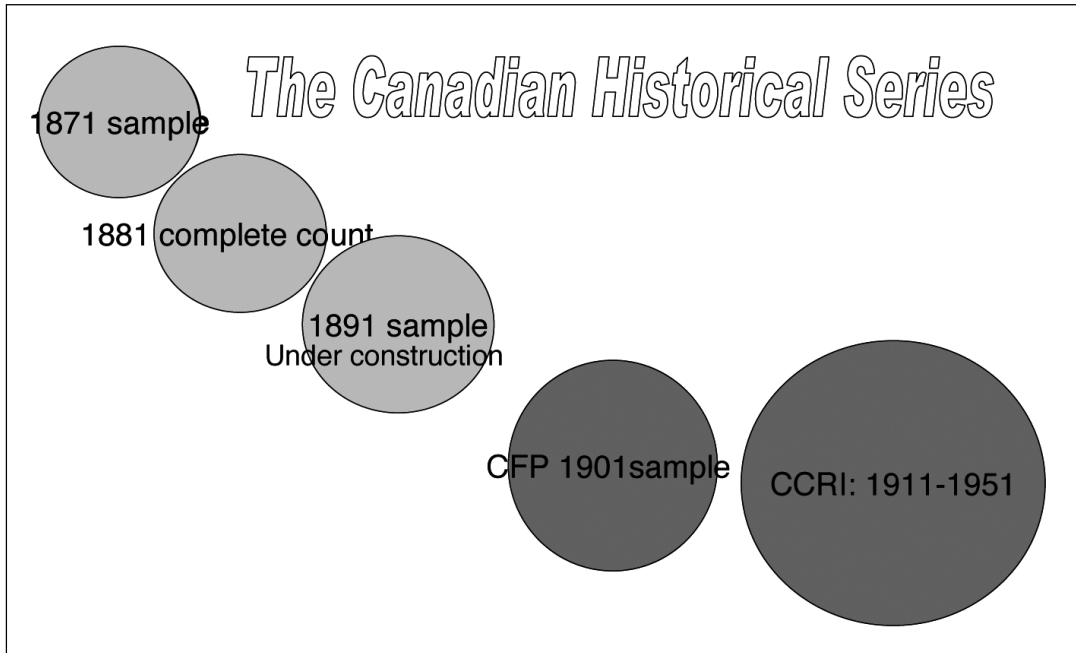 The Canadian Historical Series
1871 sample
1881 complete count
1891 sample
Under construction
CFP 1901sample
CCRI: 1911-1951